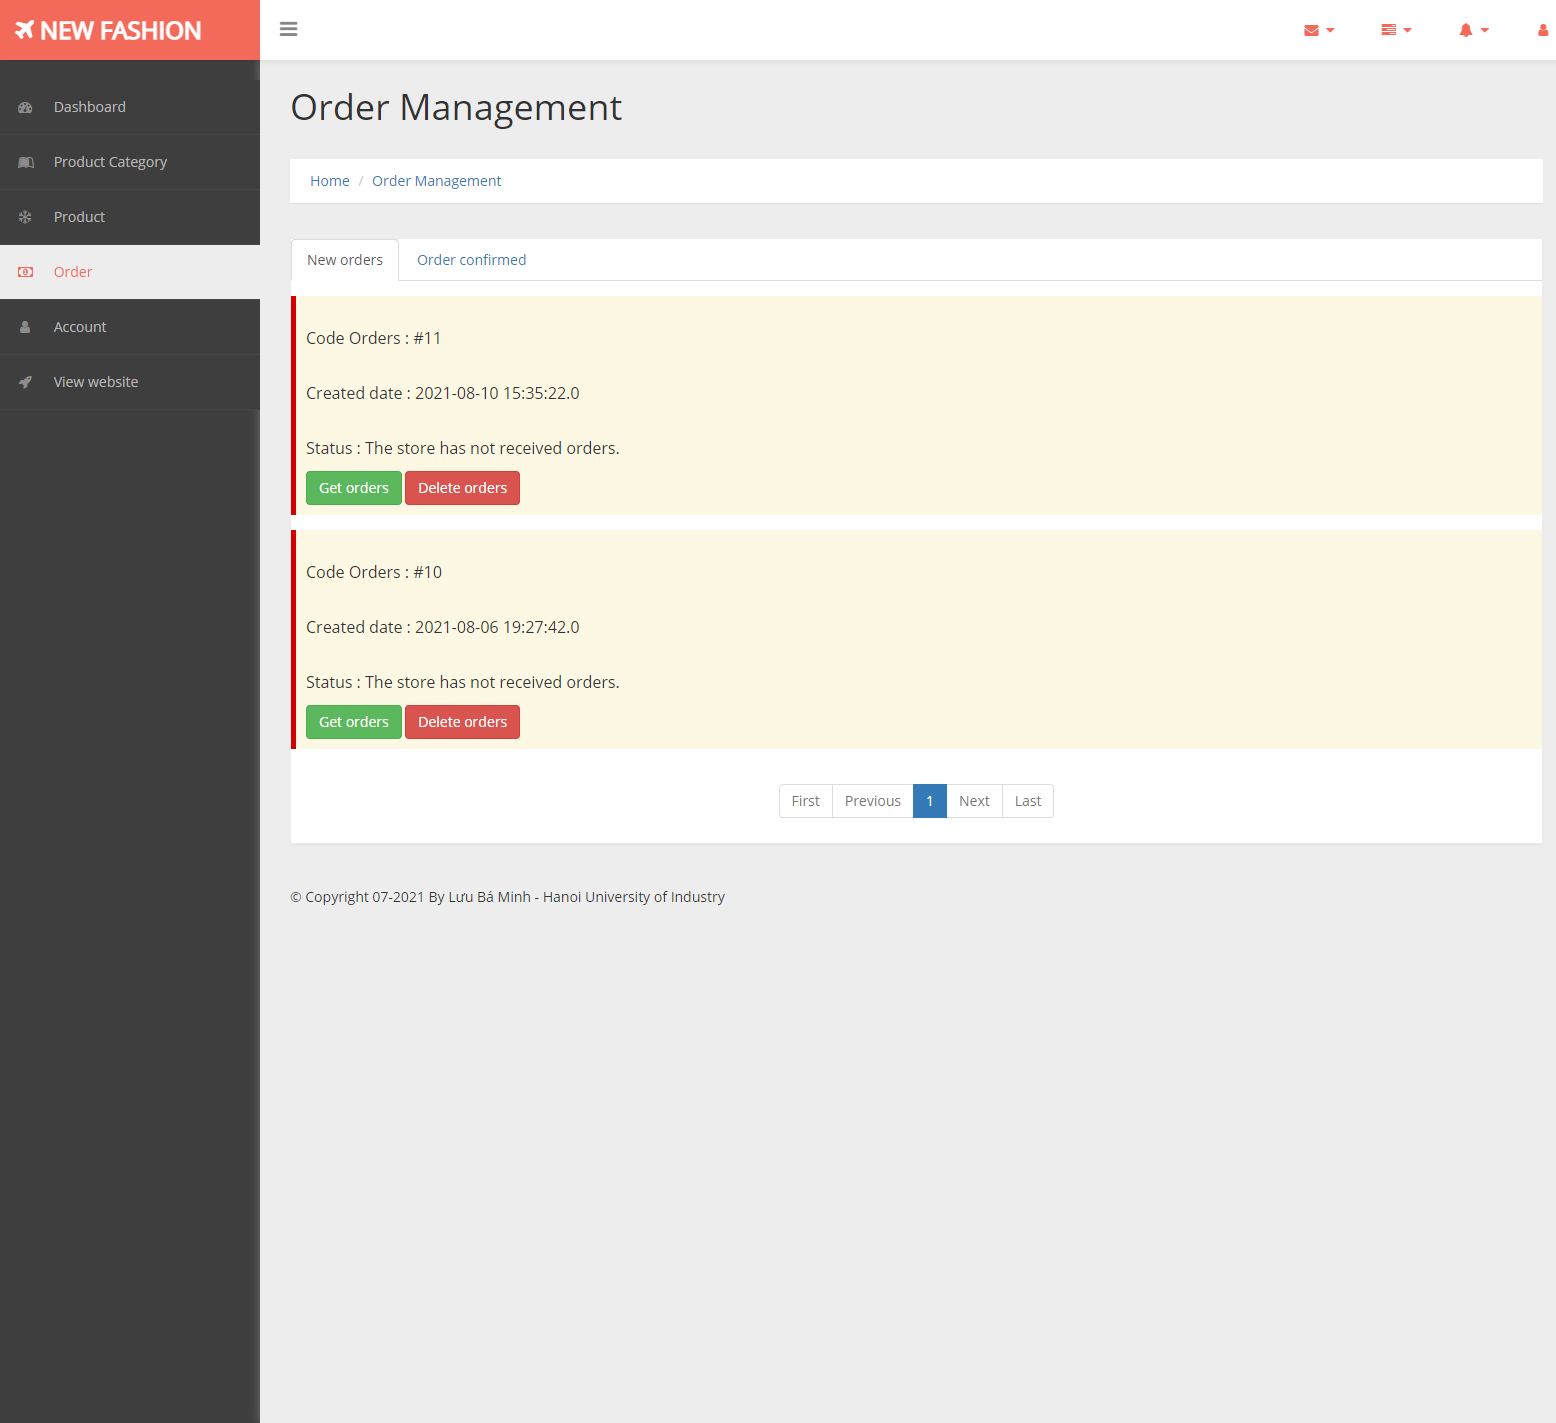 NEW FASHION
Dashboard
Product Category
Product
Order
Account
View website
Order Management
Home / Order Management
New orders Order confirmed
Code Orders : #11
Created date : 2021-08-10 15:35:22.0
Status : The store has not received orders.
Get orders Delete orders
Code Orders : #10
Created date : 2021-08-06 19:27:42.0
Status : The store has not received orders.
Get orders Delete orders
First Previous 1 Next Last
© Copyright 07-2021 By Lưu Bá Minh - Hanoi University of Industry